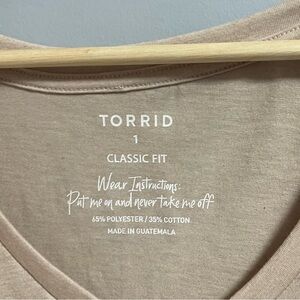 TORRID
1
CLASSIC FIT
Wear Instructions:
Put me on and never take me off
65% POLYESTER / 35% COTTON
MADE IN GUATEMALA